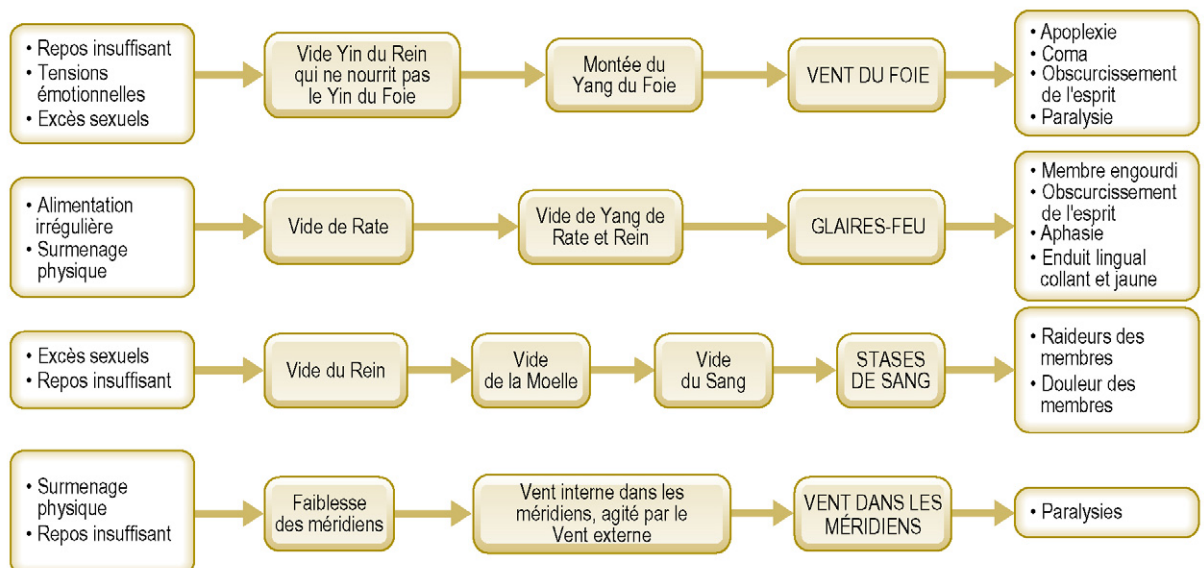 • Repos insuffisant
• Tensions
émotionnelles
• Excès sexuels
Vide Yin du Rein
qui ne nourrit pas
le Yin du Foie
Montée du
Yang du Foie
VENT DU FOIE
• Apoplexie
• Coma
• Obscurcissement
de l'esprit
• Paralysie
• Alimentation
irrégulière
• Surmenage
physique
Vide de Rate
Vide de Yang de
Rate et Rein
GLAIRES-FEU
• Membre engourdi
• Obscurcissement
de l'esprit
• Aphasie
• Enduit lingual
collant et jaune
• Excès sexuels
• Repos insuffisant
Vide du Rein
Vide
de la Moelle
Vide
du Sang
STASES
DE SANG
• Raideurs des
membres
• Douleur des
membres
• Surmenage
physique
• Repos insuffisant
Faiblesse
des méridiens
Vent interne dans les
méridiens, agité par le
Vent externe
VENT DANS LES
MÉRIDIENS
• Paralysies